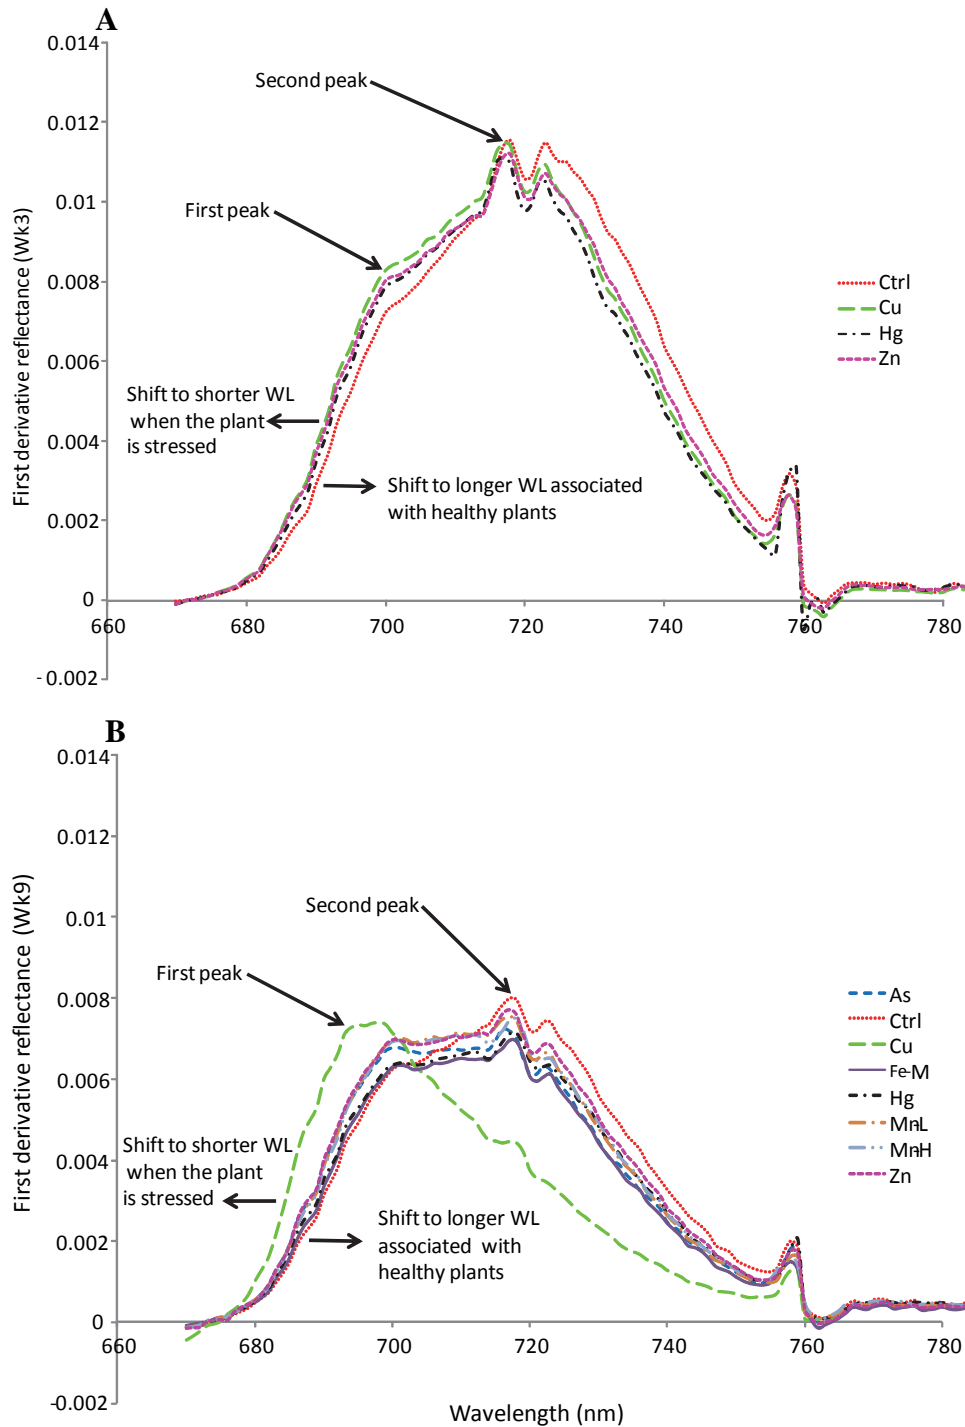 A
0.014
Second peak
0.012
First peak
0.01
0.008
Ctrl
Cu
Hg
Zn
First derivative reflectance (Wk3)
0.006
Shift to shorter WL
when the plant
is stressed
0.004
Shift to longer WL associated
with healthy plants
0.002
0
660
680
700
720
740
760
780
-0.002
B
0.014
0.012
0.01
Second peak
First peak
0.008
As
Ctrl
Cu
Fe-M
Hg
MnL
MnH
Zn
First derivative reflectance (Wk9)
0.006
0.004
Shift to shorter WL
when the plant
is stressed
Shift to longer WL
associated with
healthy plants
0.002
0
660
680
700
720
740
760
780
-0.002
Wavelength (nm)